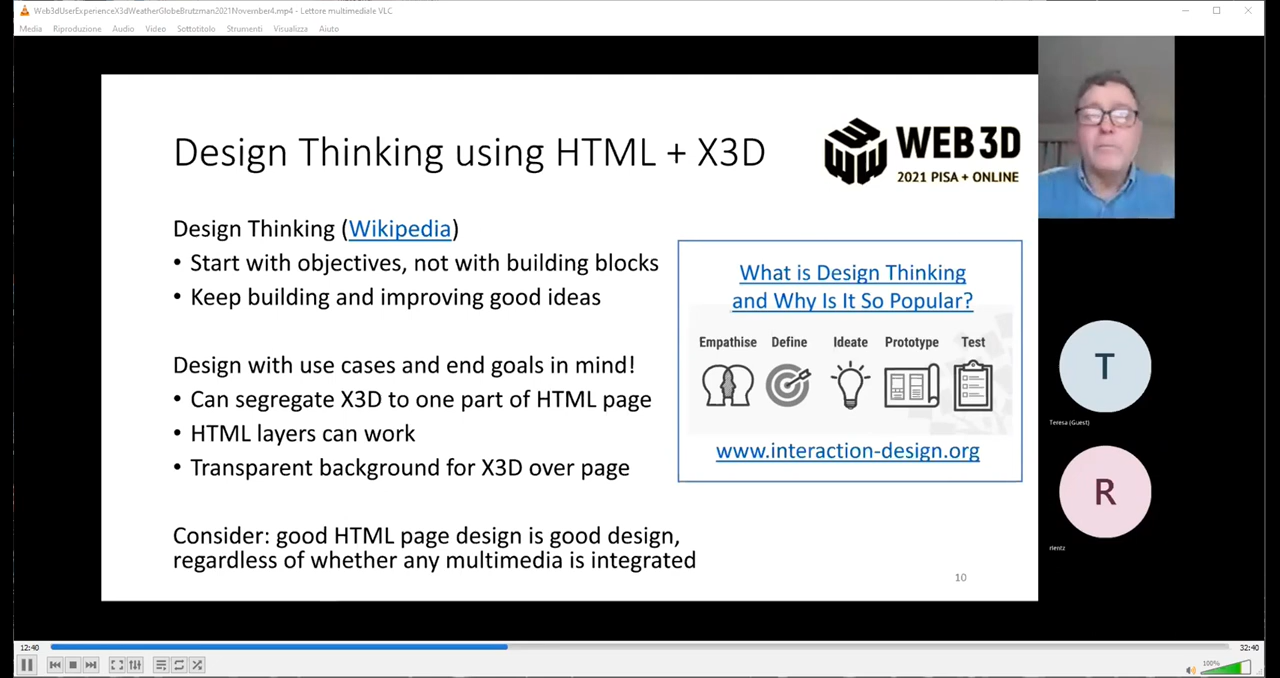 Web3dUserExperienceX3dWeatherGlobeBrutzman2021November4.mp4 - Lettore multimediale VLC
Media Riproduzione Audio Video Sottotitolo Strumenti Visualizza Aiuto
Design Thinking using HTML + X3D
WEB 3D
2021 PISA + ONLINE
Design Thinking (Wikipedia)
• Start with objectives, not with building blocks
• Keep building and improving good ideas
Design with use cases and end goals in mind!
• Can segregate X3D to one part of HTML page
• HTML layers can work
• Transparent background for X3D over page
Consider: good HTML page design is good design,
regardless of whether any multimedia is integrated
What is Design Thinking
and Why Is It So Popular?
Empathise Define Ideate Prototype Test
www.interaction-design.org
10
T
Teresa (Guest)
R
rlentz
12:40
32:40
100%